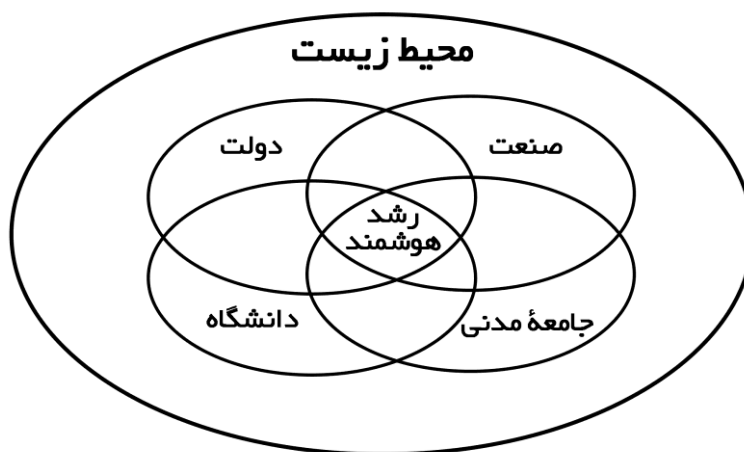 محیط زیست
صنعت
دولت
رشد
هوشمند
جامعهٔ مدنی
دانشگاه